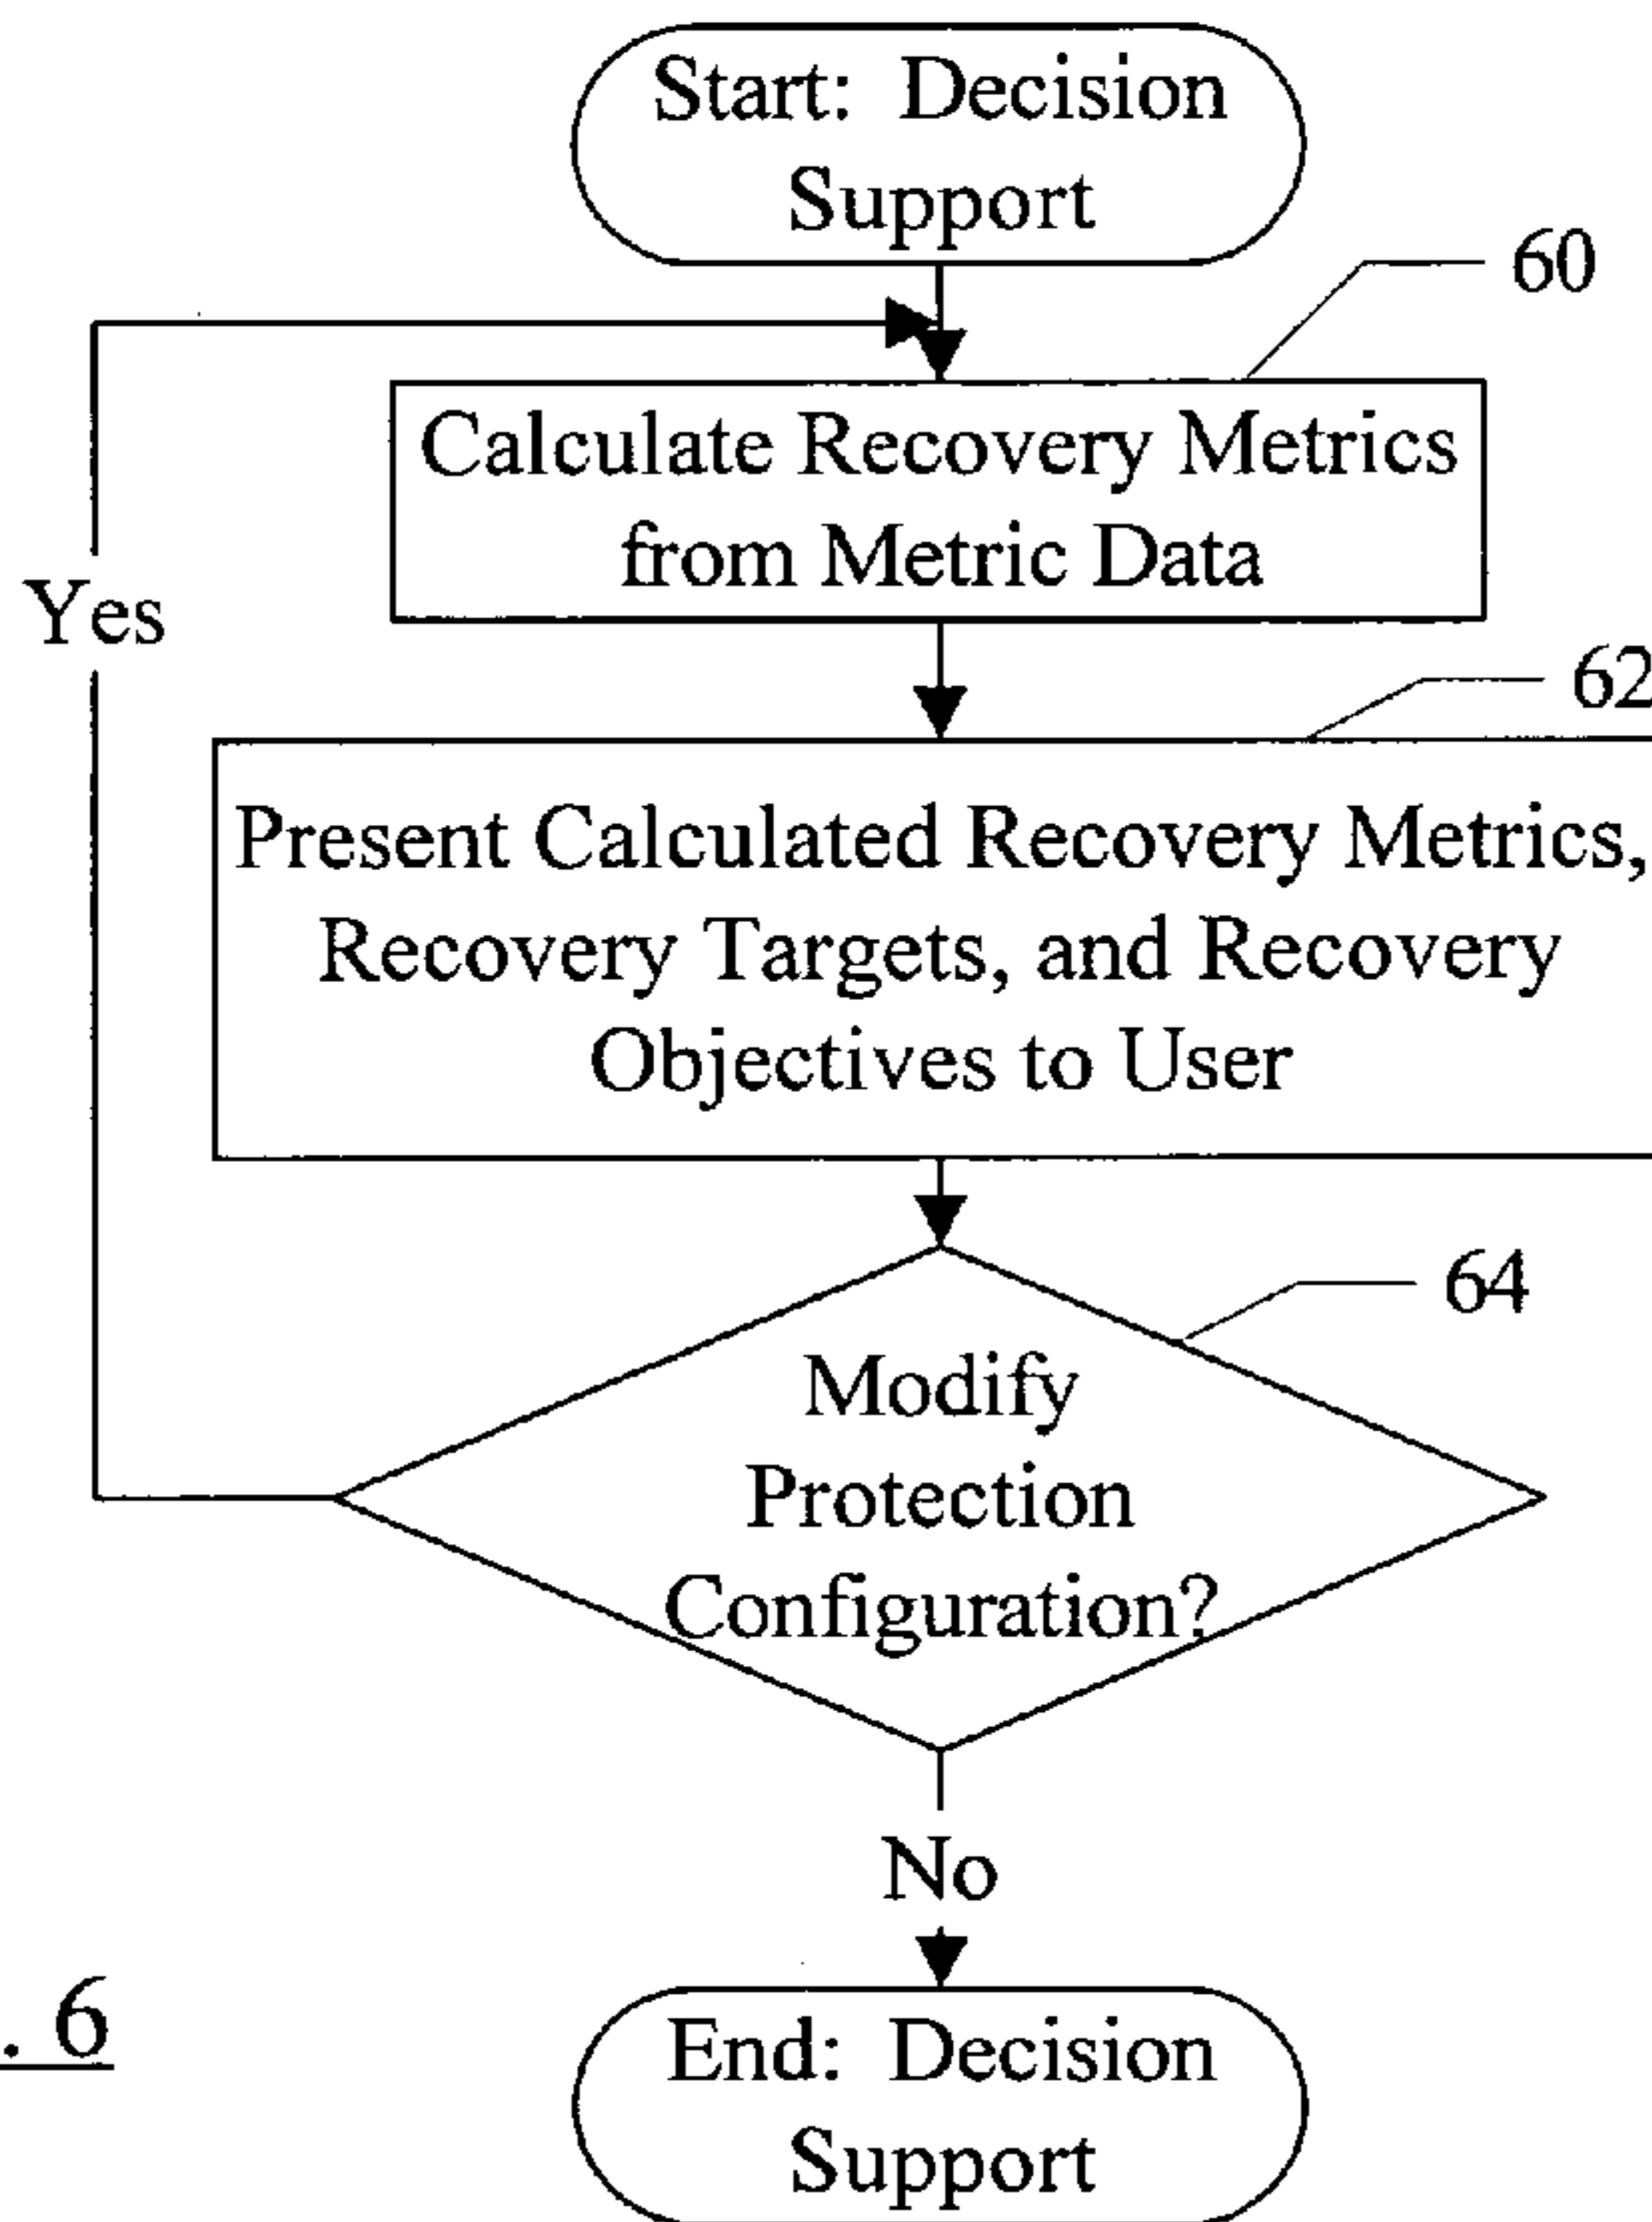 Start: Decision
Support
60
Calculate Recovery Metrics
from Metric Data
Yes
62
Present Calculated Recovery Metrics,
Recovery Targets, and Recovery
Objectives to User
64
Modify
Protection
Configuration?
No
. 6
End: Decision
Support